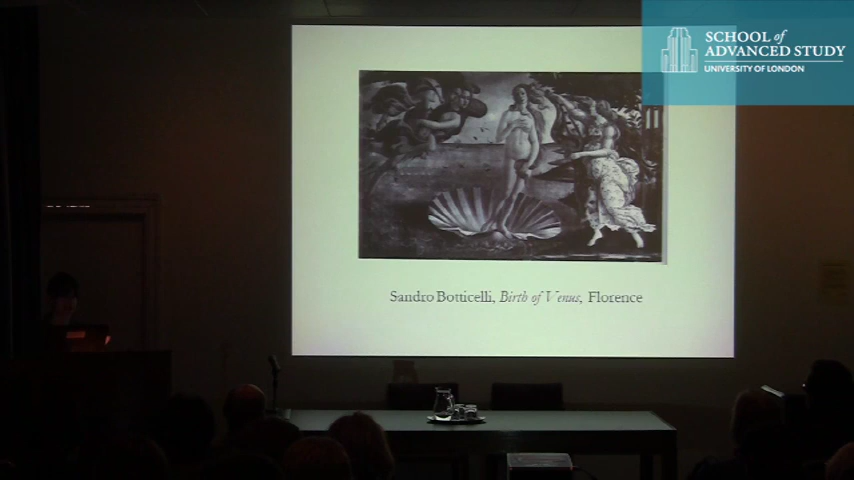 SCHOOL of
ADVANCED STUDY
UNIVERSITY OF LONDON
Sandro Botticelli, Birth of Venus, Florence